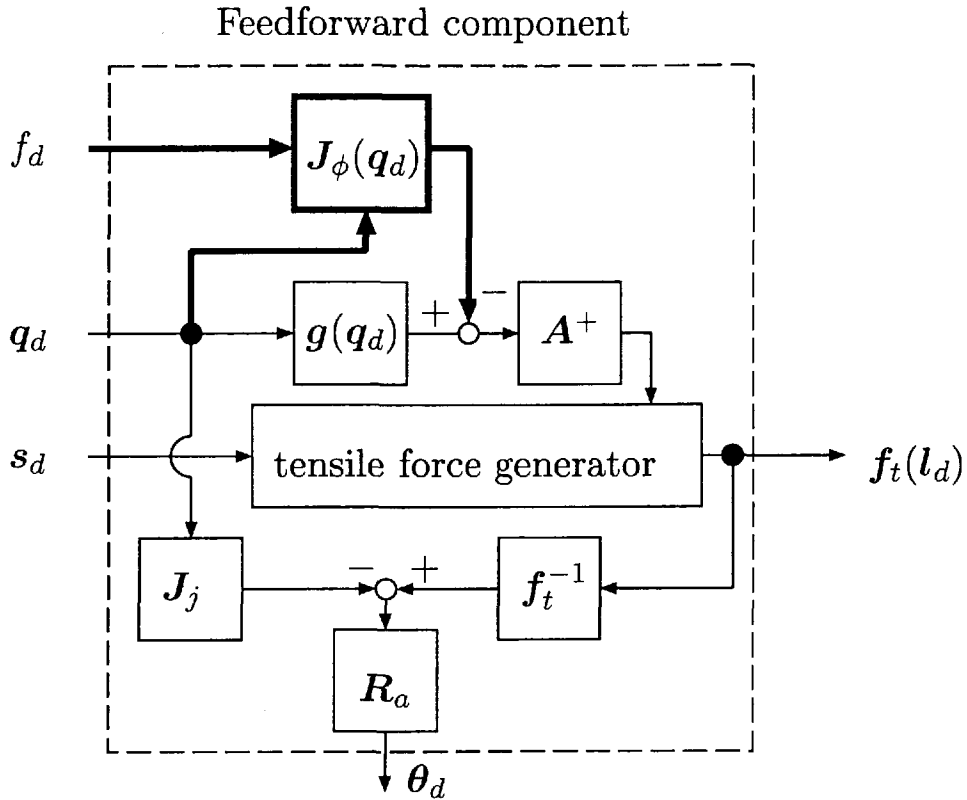 Feedforward component
f_d
J_ϕ(q_d)
−
q_d
g(q_d)
+
A⁺
s_d
tensile force generator
f_t(l_d)
J_j
−
+
f_t⁻¹
R_a
θ_d